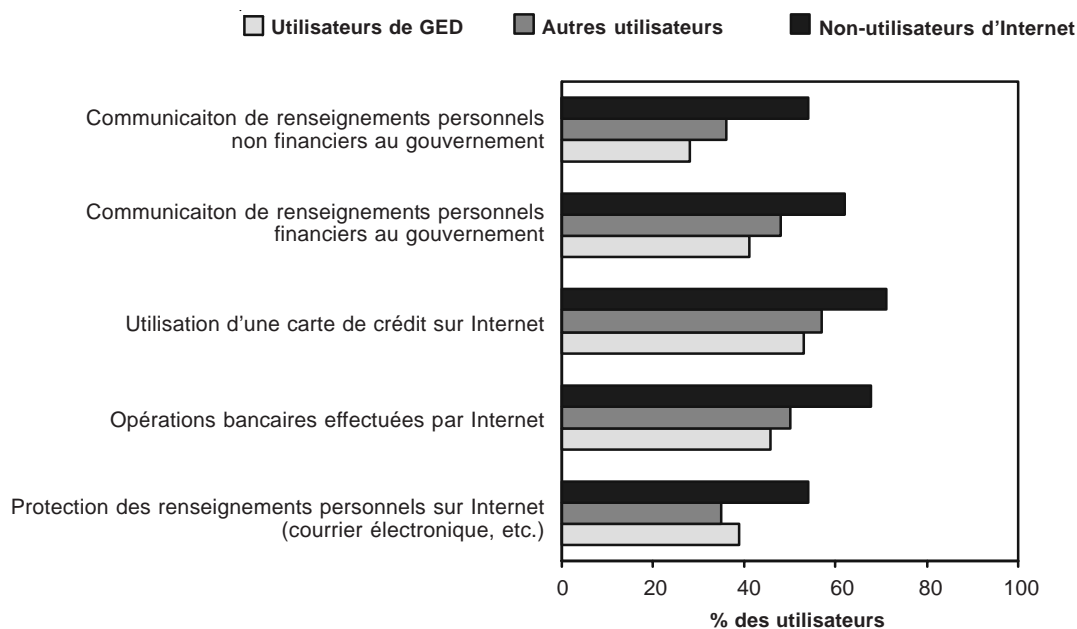 Utilisateurs de GED Autres utilisateurs Non-utilisateurs d'Internet
Communicaiton de renseignements personnels
non financiers au gouvernement
Communicaiton de renseignements personnels
financiers au gouvernement
Utilisation d'une carte de crédit sur Internet
Opérations bancaires effectuées par Internet
Protection des renseignements personnels sur Internet
(courrier électronique, etc.)
0 20 40 60 80 100
% des utilisateurs